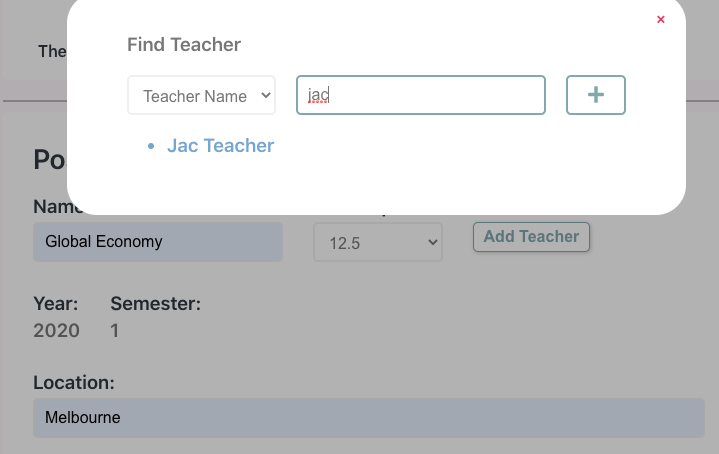 ×
The
Find Teacher
Teacher Name jad
• Jac Teacher
Po
Name
Global Economy 12.5 Add Teacher
Year: Semester:
2020 1
Location:
Melbourne